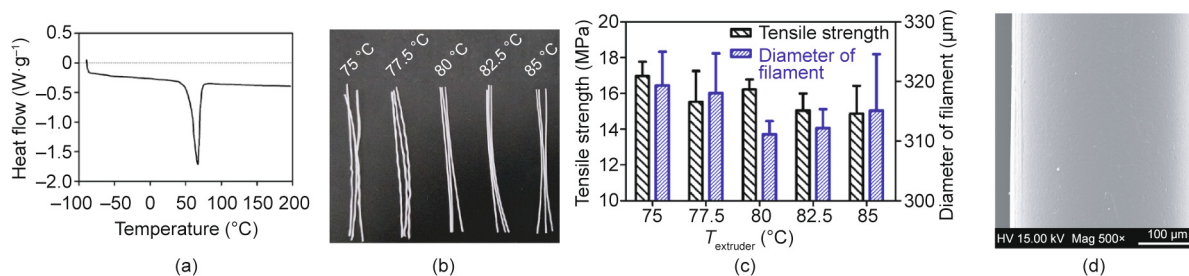 0.5
0
–0.5
–1.0
–1.5
–2.0
Heat flow (W·g⁻¹)
–100
–50
0
50
100
150
200
Temperature (°C)
(a)
75 °C
77.5 °C
80 °C
82.5 °C
85 °C
(b)
Tensile strength (MPa)
20
18
16
14
12
10
Tensile strength
Diameter of
filament
330
320
310
300
Diameter of filament (μm)
75
77.5
80
82.5
85
T extruder (°C)
(c)
HV 15.00 kV Mag 500× 100 μm
(d)